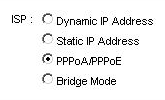 ISP : Dynamic IP Address
Static IP Address
PPPoA/PPPoE
Bridge Mode